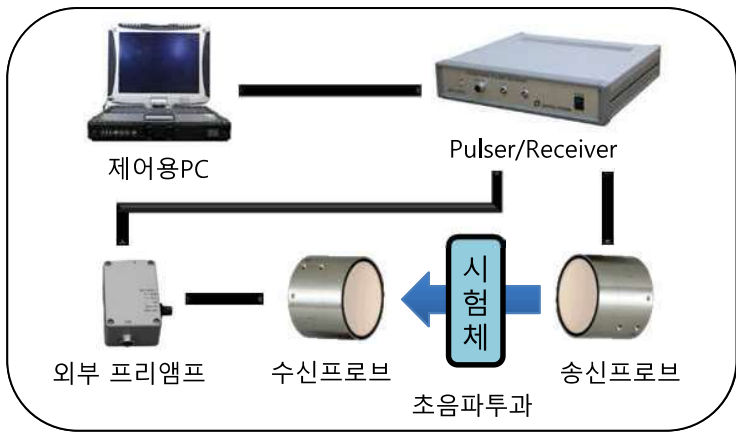 제어용PC
Pulser/Receiver
시험체
외부 프리앰프
수신프로브
송신프로브
초음파투과